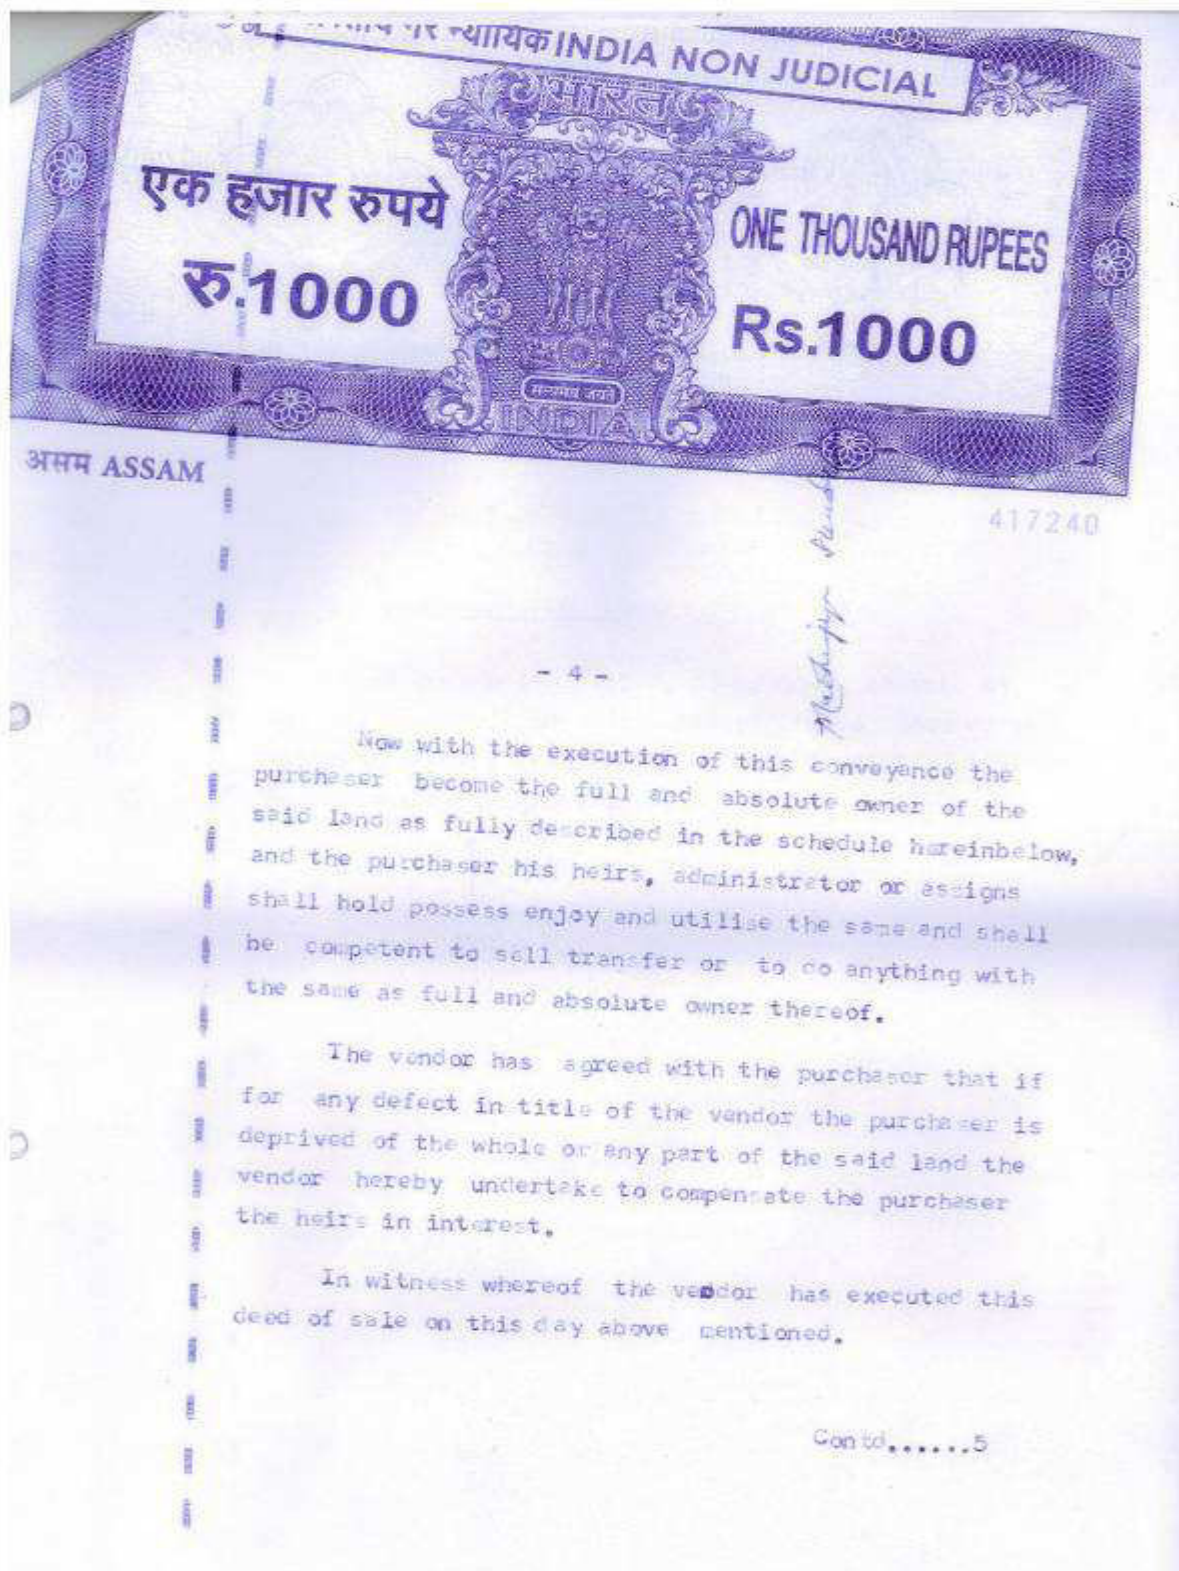 गैर न्यायिक INDIA NON JUDICIAL
भारत
एक हजार रुपये
ONE THOUSAND RUPEES
रु.1000
Rs.1000
सत्यमेव जयते
INDIA
असम ASSAM
417240
- 4 -
Now with the execution of this conveyance the
purchaser become the full and absolute owner of the
said land as fully described in the schedule hereinbelow,
and the purchaser his heirs, administrator or assigns
shall hold possess enjoy and utilise the same and shall
be competent to sell transfer or to do anything with
the same as full and absolute owner thereof.
The vendor has agreed with the purchaser that if
for any defect in title of the vendor the purchaser is
deprived of the whole or any part of the said land the
vendor hereby undertake to compensate the purchaser
the heirs in interest.
In witness whereof the veddor has executed this
deed of sale on this day above mentioned.
Contd......5